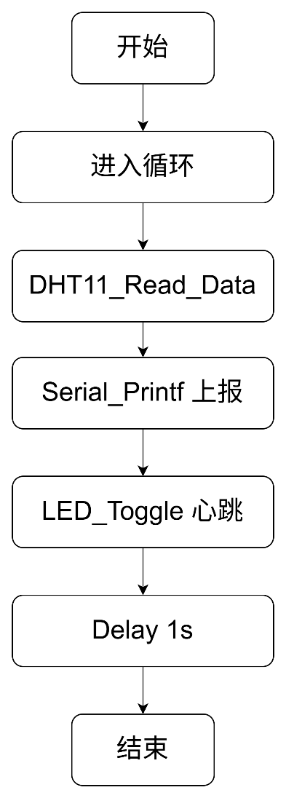 开始
进入循环
DHT11_Read_Data
Serial_Printf 上报
LED_Toggle 心跳
Delay 1s
结束